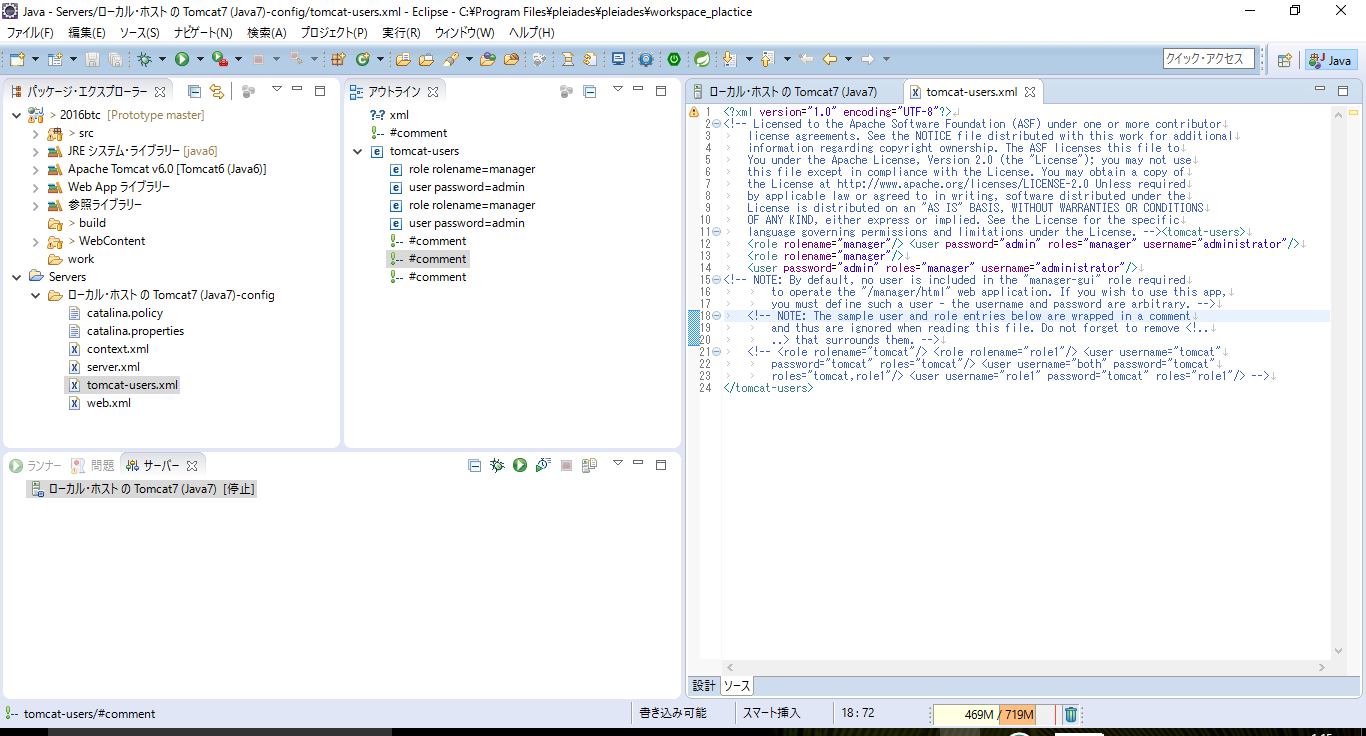 Java - Servers/ローカル・ホスト の Tomcat7 (Java7)-config/tomcat-users.xml - Eclipse - C:¥Program Files¥pleiades¥pleiades¥workspace_plactice
ファイル(F) 編集(E) ソース(S) ナビゲート(N) 検索(A) プロジェクト(P) 実行(R) ウィンドウ(W) ヘルプ(H)
クイック・アクセス
Java
パッケージ・エクスプローラー
> 2016btc [Prototype master]
> src
JRE システム・ライブラリー [java6]
Apache Tomcat v6.0 [Tomcat6 (Java6)]
Web App ライブラリー
参照ライブラリー
> build
> WebContent
work
Servers
ローカル・ホスト の Tomcat7 (Java7)-config
catalina.policy
catalina.properties
context.xml
server.xml
tomcat-users.xml
web.xml
アウトライン
?-? xml
#comment
tomcat-users
role rolename=manager
user password=admin
role rolename=manager
user password=admin
#comment
#comment
#comment
ランナー 問題 サーバー
ローカル・ホスト の Tomcat7 (Java7) [停止]
ローカル・ホスト の Tomcat7 (Java7) tomcat-users.xml
1 <?xml version="1.0" encoding="UTF-8"?>
2 <!-- Licensed to the Apache Software Foundation (ASF) under one or more contributor
3 license agreements. See the NOTICE file distributed with this work for additional
4 information regarding copyright ownership. The ASF licenses this file to
5 You under the Apache License, Version 2.0 (the "License"); you may not use
6 this file except in compliance with the License. You may obtain a copy of
7 the License at http://www.apache.org/licenses/LICENSE-2.0 Unless required
8 by applicable law or agreed to in writing, software distributed under the
9 License is distributed on an "AS IS" BASIS, WITHOUT WARRANTIES OR CONDITIONS
10 OF ANY KIND, either express or implied. See the License for the specific
11 language governing permissions and limitations under the License. --><tomcat-users>
12 <role rolename="manager"/> <user password="admin" roles="manager" username="administrator"/>
13 <role rolename="manager"/>
14 <user password="admin" roles="manager" username="administrator"/>
15 <!-- NOTE: By default, no user is included in the "manager-gui" role required
16 to operate the "/manager/html" web application. If you wish to use this app,
17 you must define such a user - the username and password are arbitrary. -->
18 <!-- NOTE: The sample user and role entries below are wrapped in a comment
19 and thus are ignored when reading this file. Do not forget to remove <!..
20 ..> that surrounds them. -->
21 <!-- <role rolename="tomcat"/> <role rolename="role1"/> <user username="tomcat"
22 password="tomcat" roles="tomcat"/> <user username="both" password="tomcat"
23 roles="tomcat,role1"/> <user username="role1" password="tomcat" roles="role1"/> -->
24 </tomcat-users>
設計 ソース
tomcat-users/#comment
書き込み可能
スマート挿入
18 : 72
469M / 719M